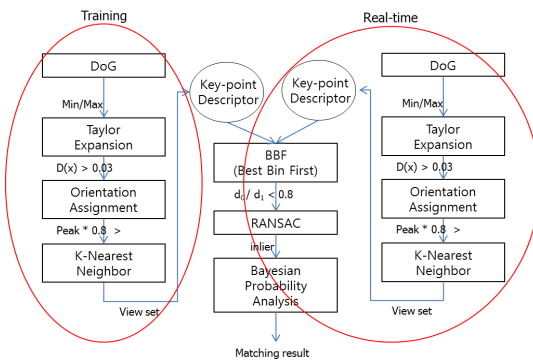 Training
Real-time
DoG
Min/Max
Taylor
Expansion
D(x) > 0.03
Orientation
Assignment
Peak * 0.8 >
K-Nearest
Neighbor
View set
Key-point
Descriptor
Key-point
Descriptor
BBF
(Best Bin First)
d₀/ d₁ < 0.8
RANSAC
inlier
Bayesian
Probability
Analysis
Matching result
DoG
Min/Max
Taylor
Expansion
D(x) > 0.03
Orientation
Assignment
Peak * 0.8 >
K-Nearest
Neighbor
View set